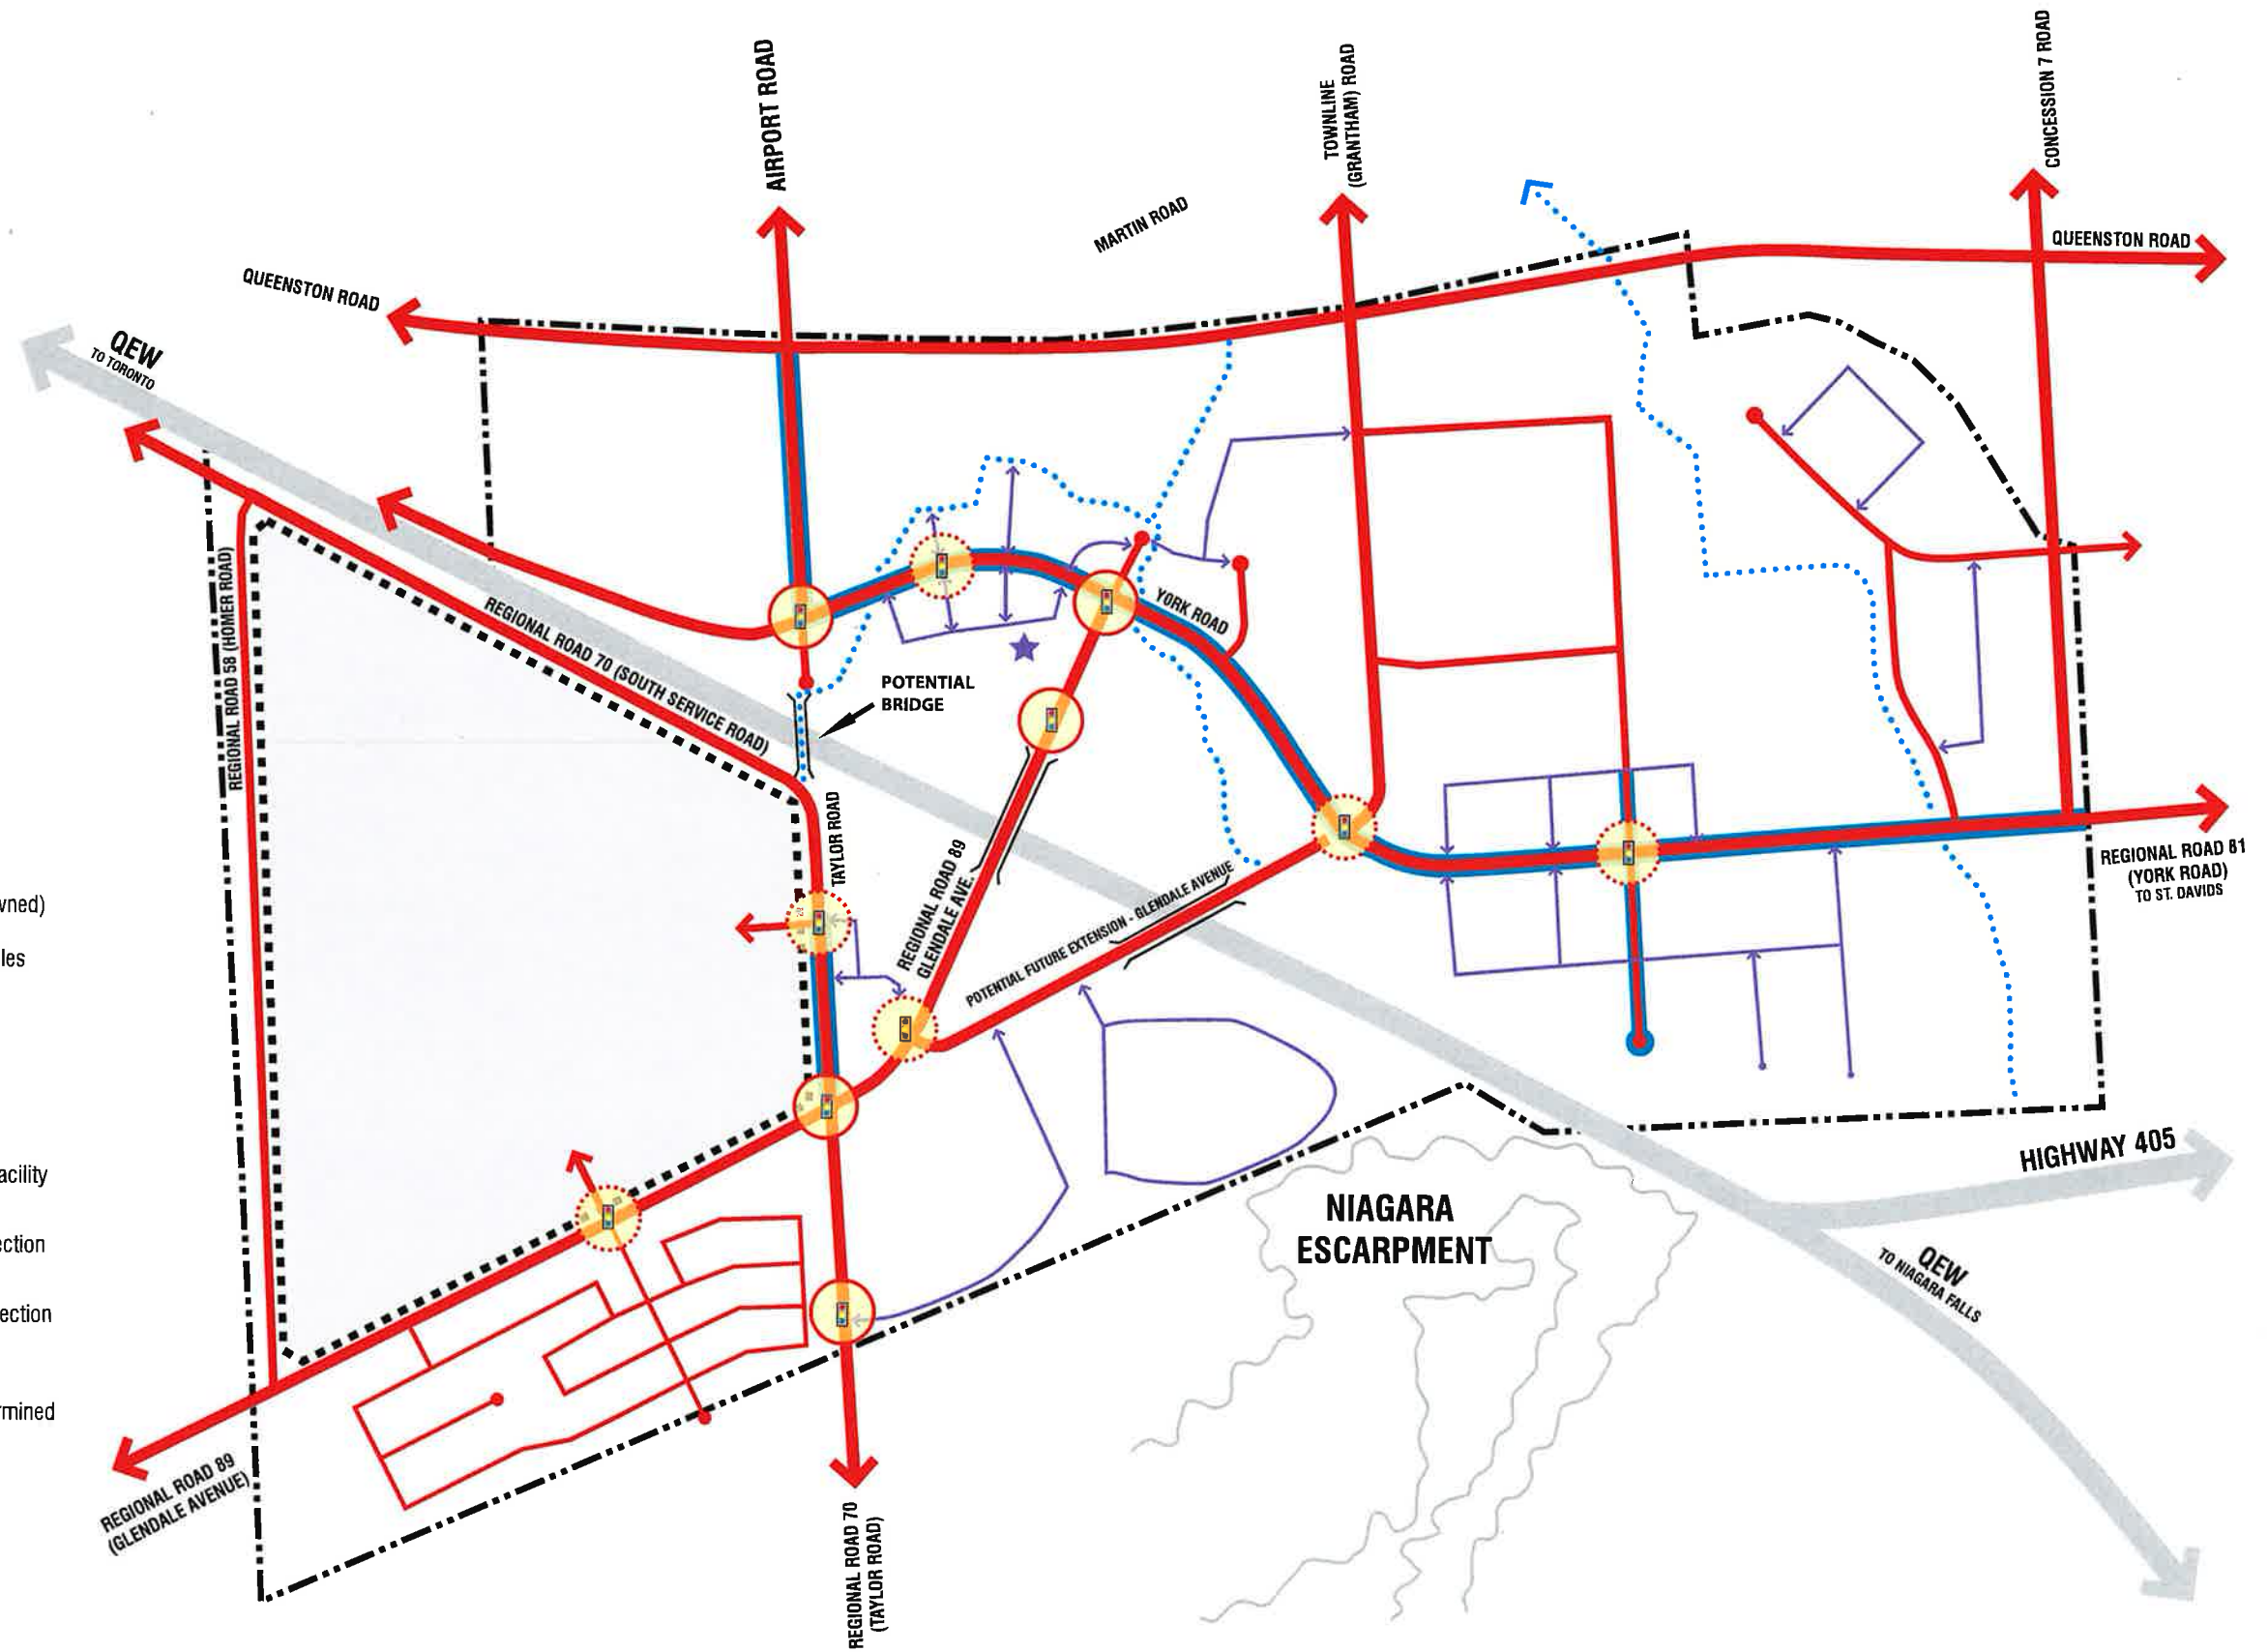 AIRPORT ROAD
TOWNLINE
(GRANTHAM) ROAD
CONCESSION 7 ROAD
MARTIN ROAD
QUEENSTON ROAD
QUEENSTON ROAD
QEW
TO TORONTO
REGIONAL ROAD 58 (HOMER ROAD)
REGIONAL ROAD 70 (SOUTH SERVICE ROAD)
YORK ROAD
POTENTIAL
BRIDGE
TAYLOR ROAD
REGIONAL ROAD 89
GLENDALE AVE.
POTENTIAL FUTURE EXTENSION - GLENDALE AVENUE
REGIONAL ROAD 81
(YORK ROAD)
TO ST. DAVIDS
wned)
les
acility
ection
ection
rmined
HIGHWAY 405
NIAGARA
ESCARPMENT
QEW
TO NIAGARA FALLS
REGIONAL ROAD 89
(GLENDALE AVENUE)
REGIONAL ROAD 70
(TAYLOR ROAD)